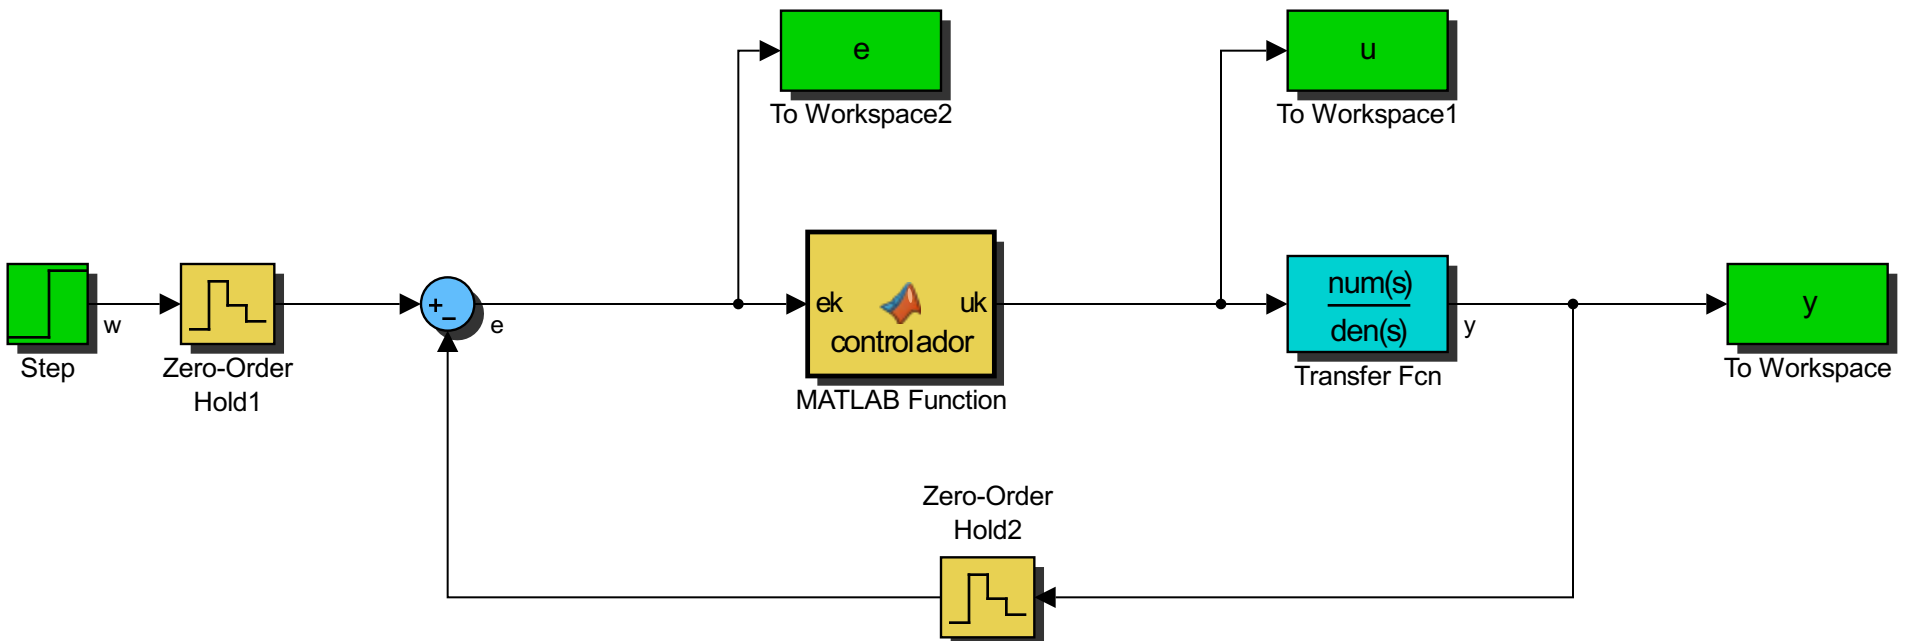 e
To Workspace2
u
To Workspace1
w
Step
Zero-Order
Hold1
+
−
e
ek
uk
controlador
MATLAB Function
num(s)
den(s)
y
Transfer Fcn
y
To Workspace
Zero-Order
Hold2